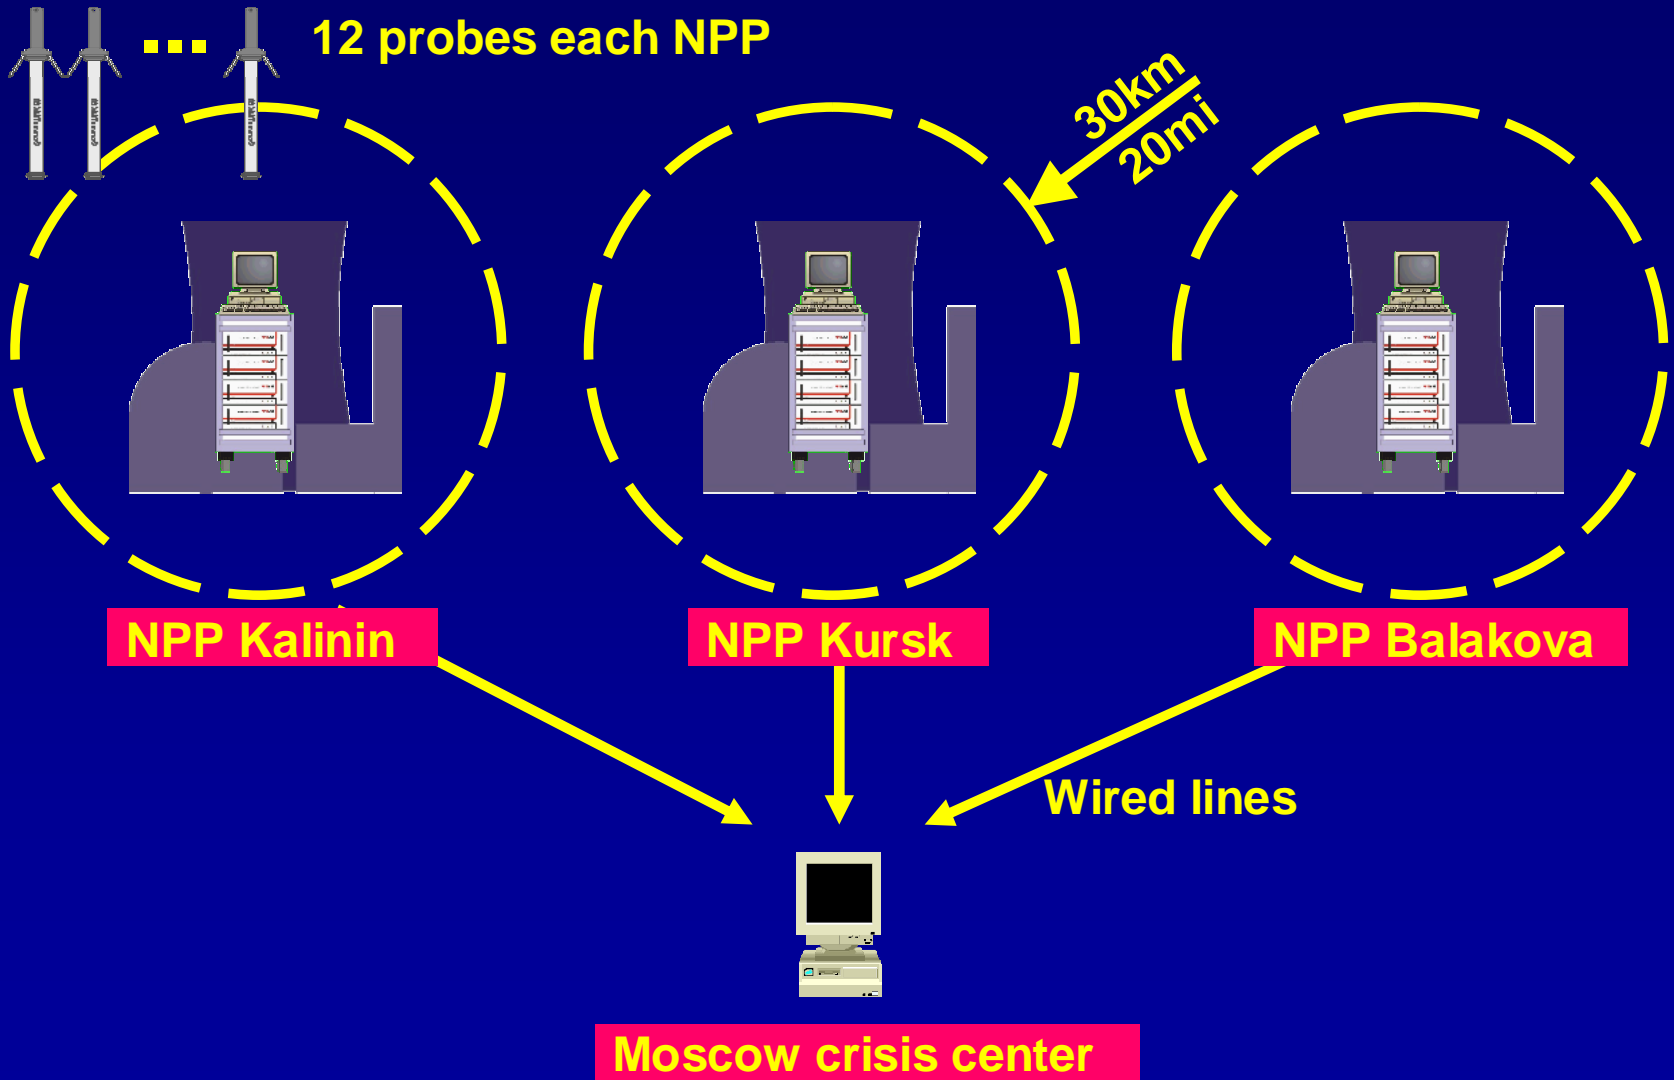 12 probes each NPP
30km
20mi
NPP Kalinin
NPP Kursk
NPP Balakova
Wired lines
Moscow crisis center